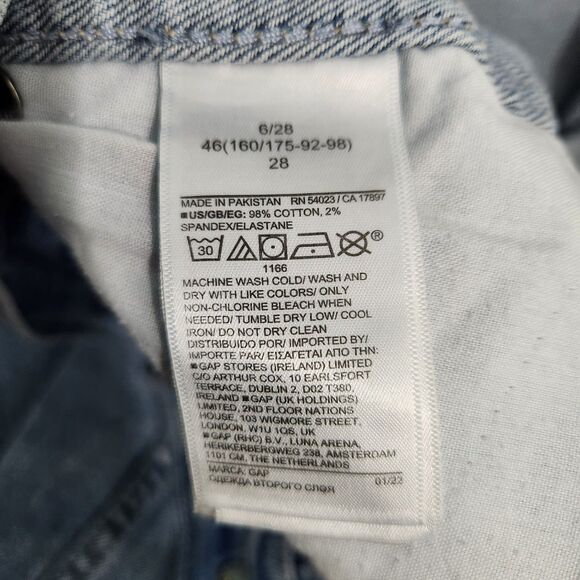 6/28
46(160/175-92-98)
28
MADE IN PAKISTAN RN 54023 / CA 17897
■US/GB/EG: 98% COTTON, 2%
SPANDEX/ELASTANE
30 ®
1166
MACHINE WASH COLD/ WASH AND
DRY WITH LIKE COLORS/ ONLY
NON-CHLORINE BLEACH WHEN
NEEDED/ TUMBLE DRY LOW/ COOL
IRON/ DO NOT DRY CLEAN
DISTRIBUIDO POR/ IMPORTED BY/
IMPORTE PAR/ ΕΙΣΑΓΕΤΑΙ ΑΠΟ ΤΗΝ:
■GAP STORES (IRELAND) LIMITED
C/O ARTHUR COX, 10 EARLSFORT
TERRACE, DUBLIN 2, D02 T380,
IRELAND ■GAP (UK HOLDINGS)
LIMITED, 2ND FLOOR NATIONS
HOUSE, 103 WIGMORE STREET,
LONDON, W1U 1QS, UK
■GAP (RHC) B.V., LUNA ARENA,
HERIKERBERGWEG 238, AMSTERDAM
1101 CM, THE NETHERLANDS
МАРСА: GAP
ОДЕЖДА ВТОРОГО СЛОЯ 01/22